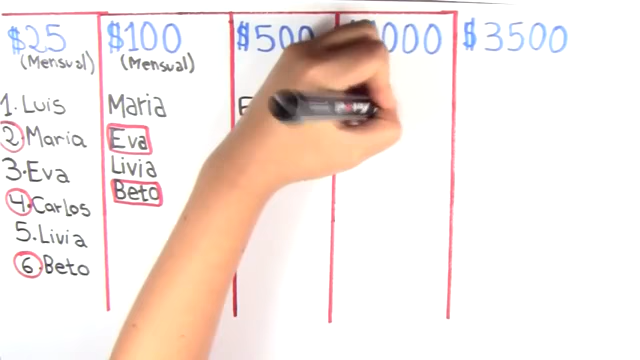 $25
(Mensual)
1. Luis
2. Maria
3. Eva
4. Carlos
5. Livia
6. Beto
$100
(Mensual)
Maria
Eva
Livia
Beto
$500
$3500